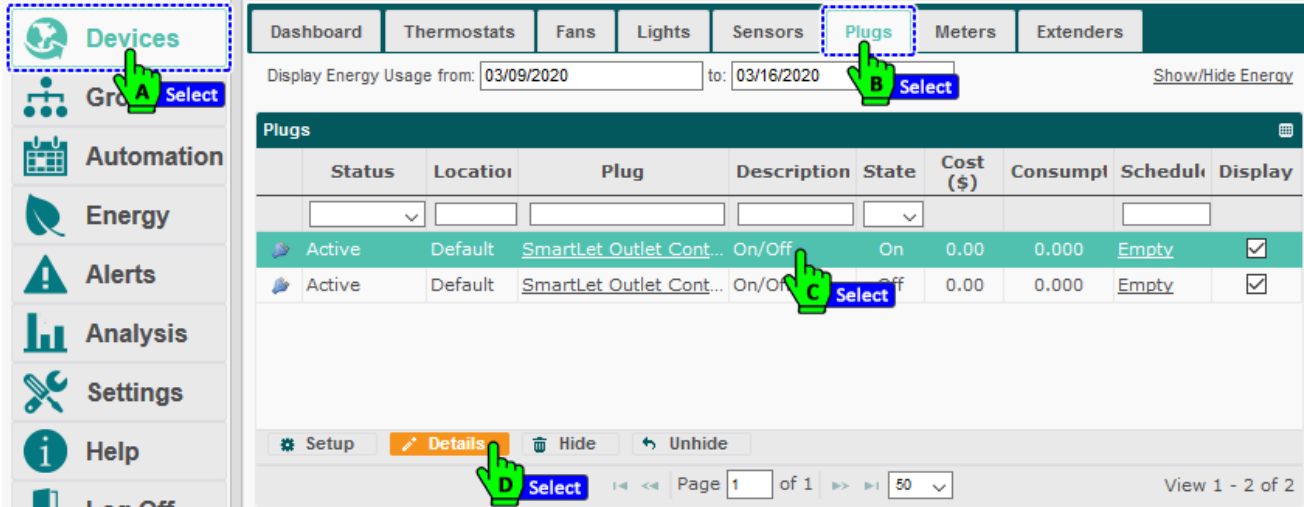 Devices
A Select
Automation
Energy
Alerts
Analysis
Settings
Help
Dashboard Thermostats Fans Lights Sensors Plugs Meters Extenders
B Select
Display Energy Usage from: 03/09/2020 to: 03/16/2020 Show/Hide Energy
Plugs
Status Location Plug Description State Cost ($) Consumpt Schedule Display
Active Default SmartLet Outlet Cont... On/Off On 0.00 0.000 Empty
Active Default SmartLet Outlet Cont... On/Off Off 0.00 0.000 Empty
C Select
Setup Details Hide Unhide
D Select
Page 1 of 1 50 View 1 - 2 of 2